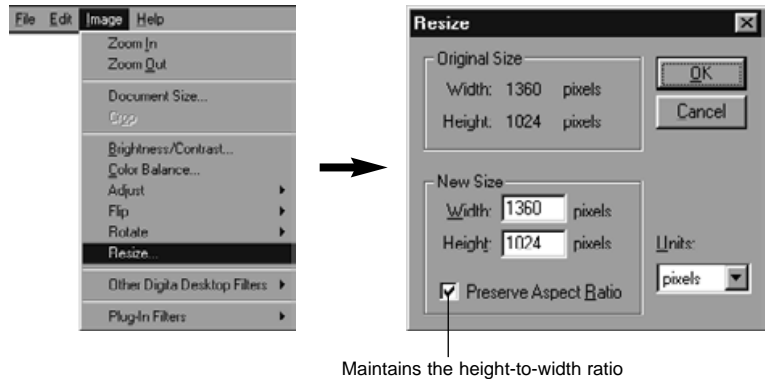 File Edit Image Help
Zoom In
Zoom Out
Document Size...
Crop
Brightness/Contrast...
Color Balance...
Adjust
Flip
Rotate
Resize...
Other Digita Desktop Filters
Plug-In Filters
Resize
Original Size
Width: 1360 pixels
Height: 1024 pixels
OK
Cancel
New Size
Width: 1360 pixels
Height: 1024 pixels
Preserve Aspect Ratio
Units:
pixels
Maintains the height-to-width ratio